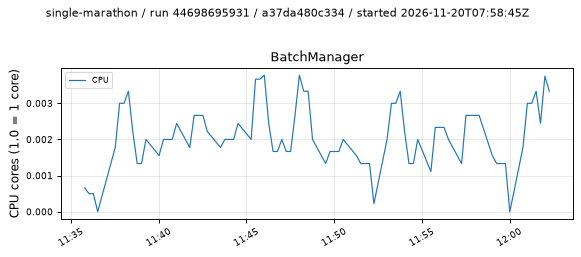 single-marathon / run 44698695931 / a37da480c334 / started 2026-11-20T07:58:45Z
BatchManager
CPU
CPU cores (1.0 = 1 core)
0.003
0.002
0.001
0.000
11:35
11:40
11:45
11:50
11:55
12:00